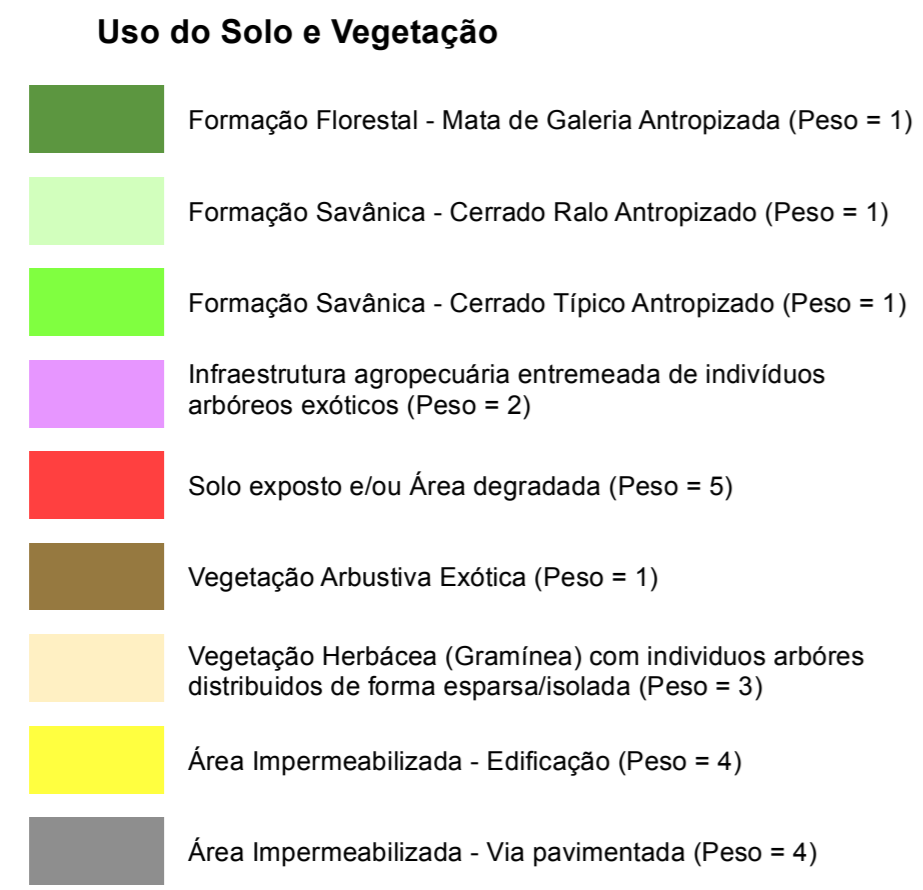 Uso do Solo e Vegetação
Formação Florestal - Mata de Galeria Antropizada (Peso = 1)
Formação Savânica - Cerrado Ralo Antropizado (Peso = 1)
Formação Savânica - Cerrado Típico Antropizado (Peso = 1)
Infraestrutura agropecuária entremeada de indivíduos
arbóreos exóticos (Peso = 2)
Solo exposto e/ou Área degradada (Peso = 5)
Vegetação Arbustiva Exótica (Peso = 1)
Vegetação Herbácea (Gramínea) com individuos arbóres
distribuidos de forma esparsa/isolada (Peso = 3)
Área Impermeabilizada - Edificação (Peso = 4)
Área Impermeabilizada - Via pavimentada (Peso = 4)